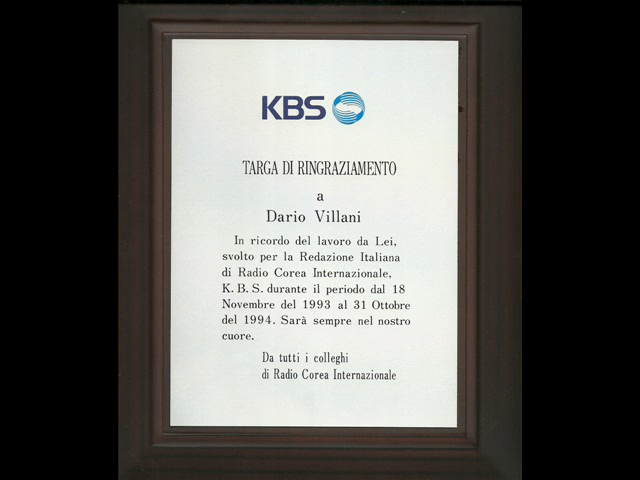 KBS
TARGA DI RINGRAZIAMENTO
a
Dario Villani
In ricordo del lavoro da Lei,
svolto per la Redazione Italiana
di Radio Corea Internazionale,
K. B. S. durante il periodo dal 18
Novembre del 1993 al 31 Ottobre
del 1994. Sarà sempre nel nostro
cuore.
Da tutti i colleghi
di Radio Corea Internazionale